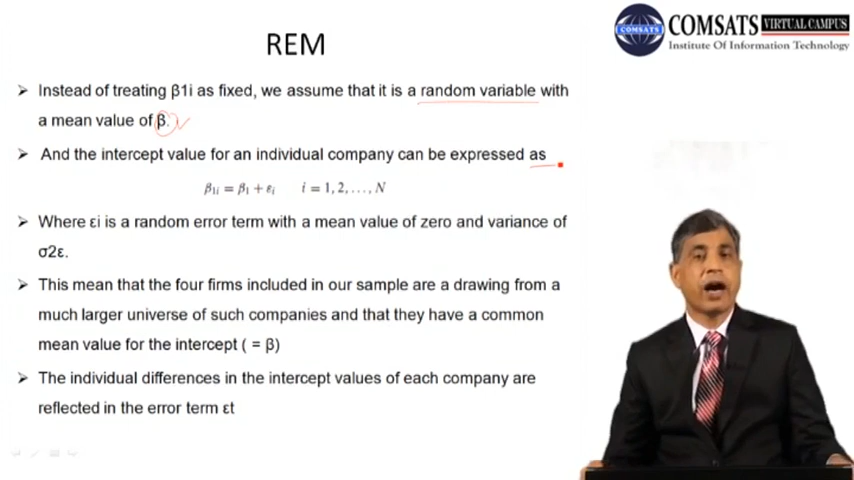 REM
COMSATS VIRTUAL CAMPUS
Institute Of Information Technology
➢ Instead of treating β1i as fixed, we assume that it is a random variable with
a mean value of β.
➢ And the intercept value for an individual company can be expressed as
β₁ᵢ = β₁ + εᵢ i = 1, 2, . . . , N
➢ Where εi is a random error term with a mean value of zero and variance of
σ2ε.
➢ This mean that the four firms included in our sample are a drawing from a
much larger universe of such companies and that they have a common
mean value for the intercept ( = β)
➢ The individual differences in the intercept values of each company are
reflected in the error term εt